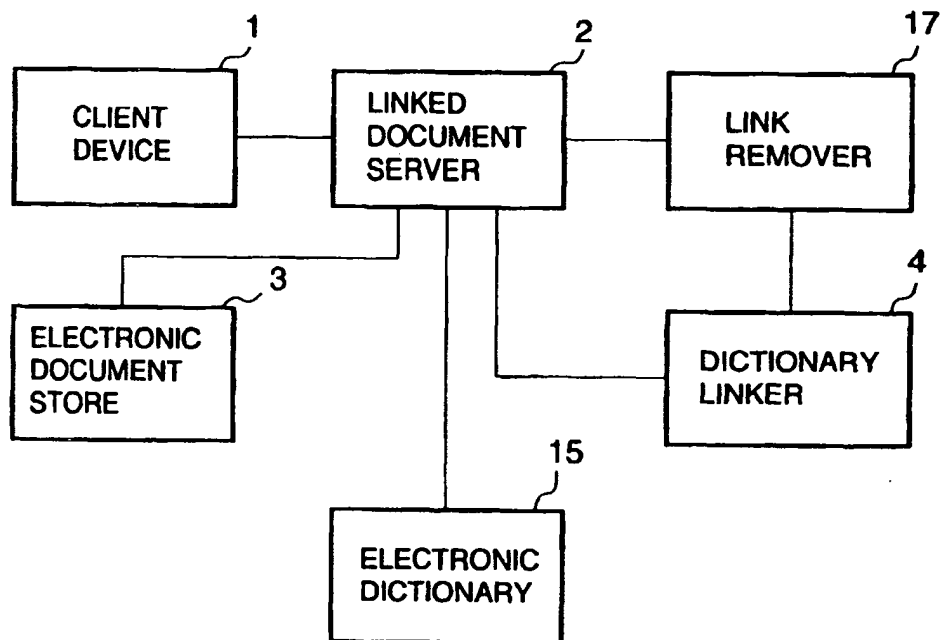 1
CLIENT
DEVICE
2
LINKED
DOCUMENT
SERVER
17
LINK
REMOVER
3
ELECTRONIC
DOCUMENT
STORE
4
DICTIONARY
LINKER
15
ELECTRONIC
DICTIONARY